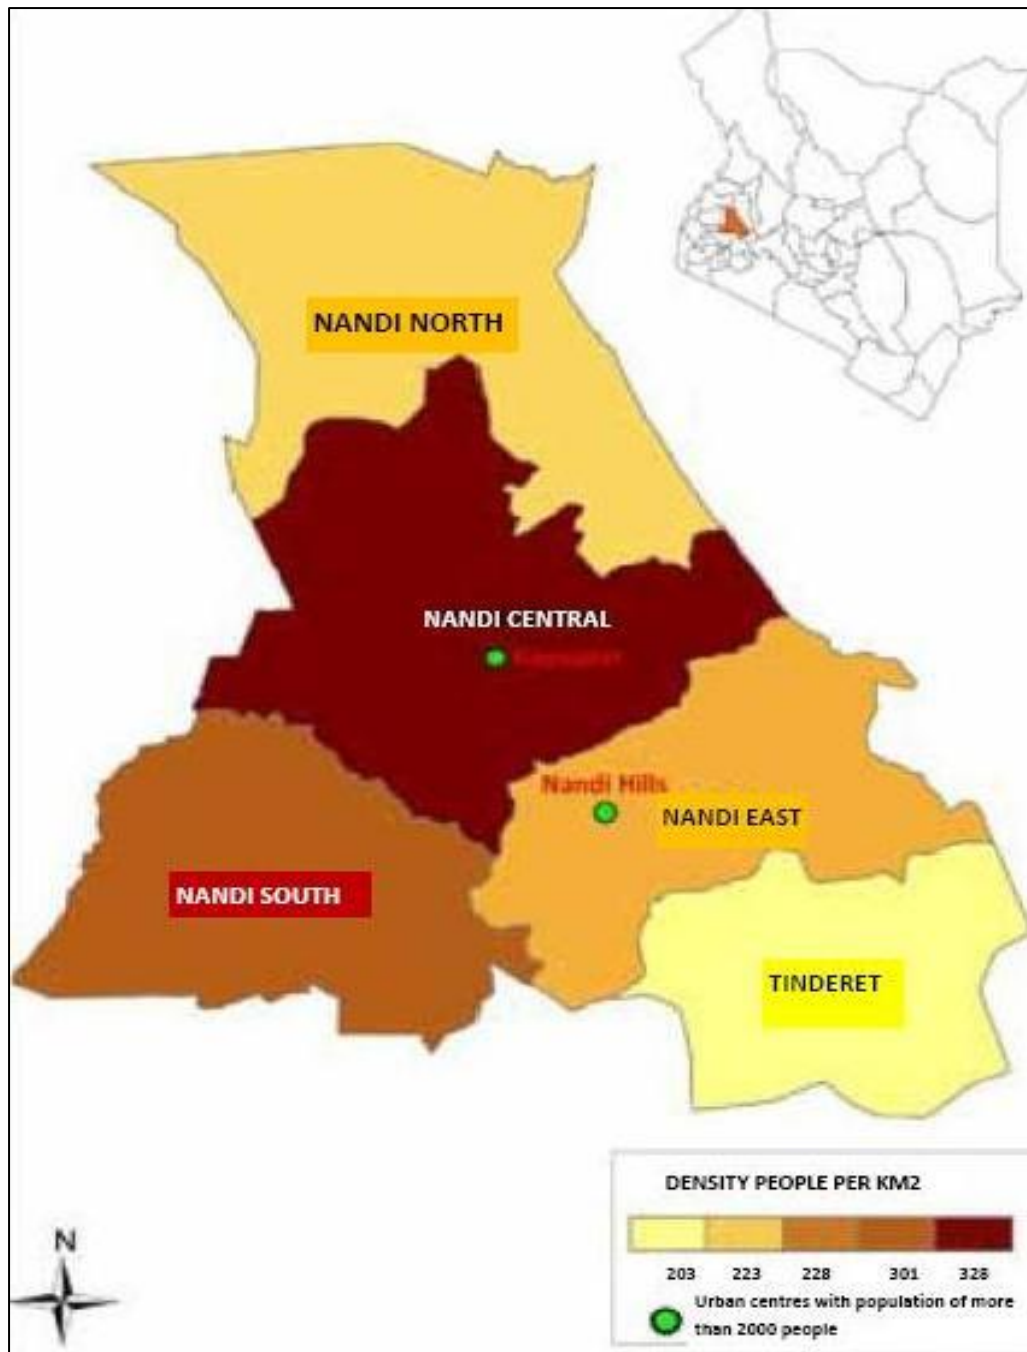 NANDI NORTH
NANDI CENTRAL
Nandi Hills
NANDI EAST
NANDI SOUTH
TINDERET
DENSITY PEOPLE PER KM2
203 223 228 301 328
Urban centres with population of more
than 2000 people
N